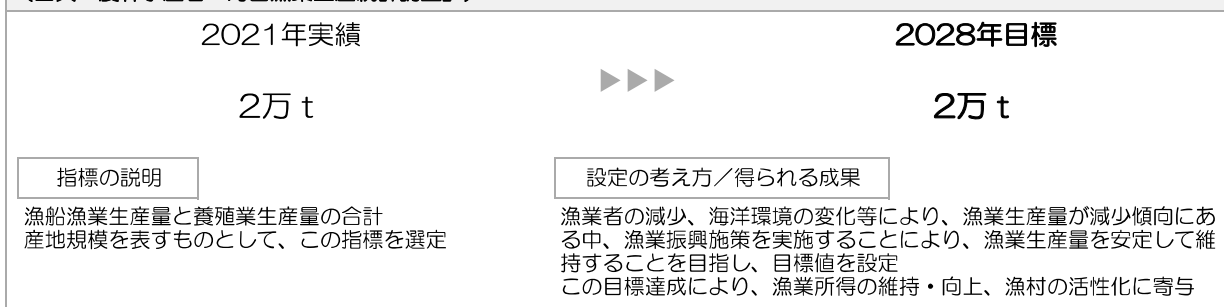 2021年実績
2028年目標
▶▶▶
2万 t
2万 t
指標の説明
設定の考え方／得られる成果
漁船漁業生産量と養殖業生産量の合計
産地規模を表すものとして、この指標を選定
漁業者の減少、海洋環境の変化等により、漁業生産量が減少傾向にあ
る中、漁業振興施策を実施することにより、漁業生産量を安定して維
持することを目指し、目標値を設定
この目標達成により、漁業所得の維持・向上、漁村の活性化に寄与